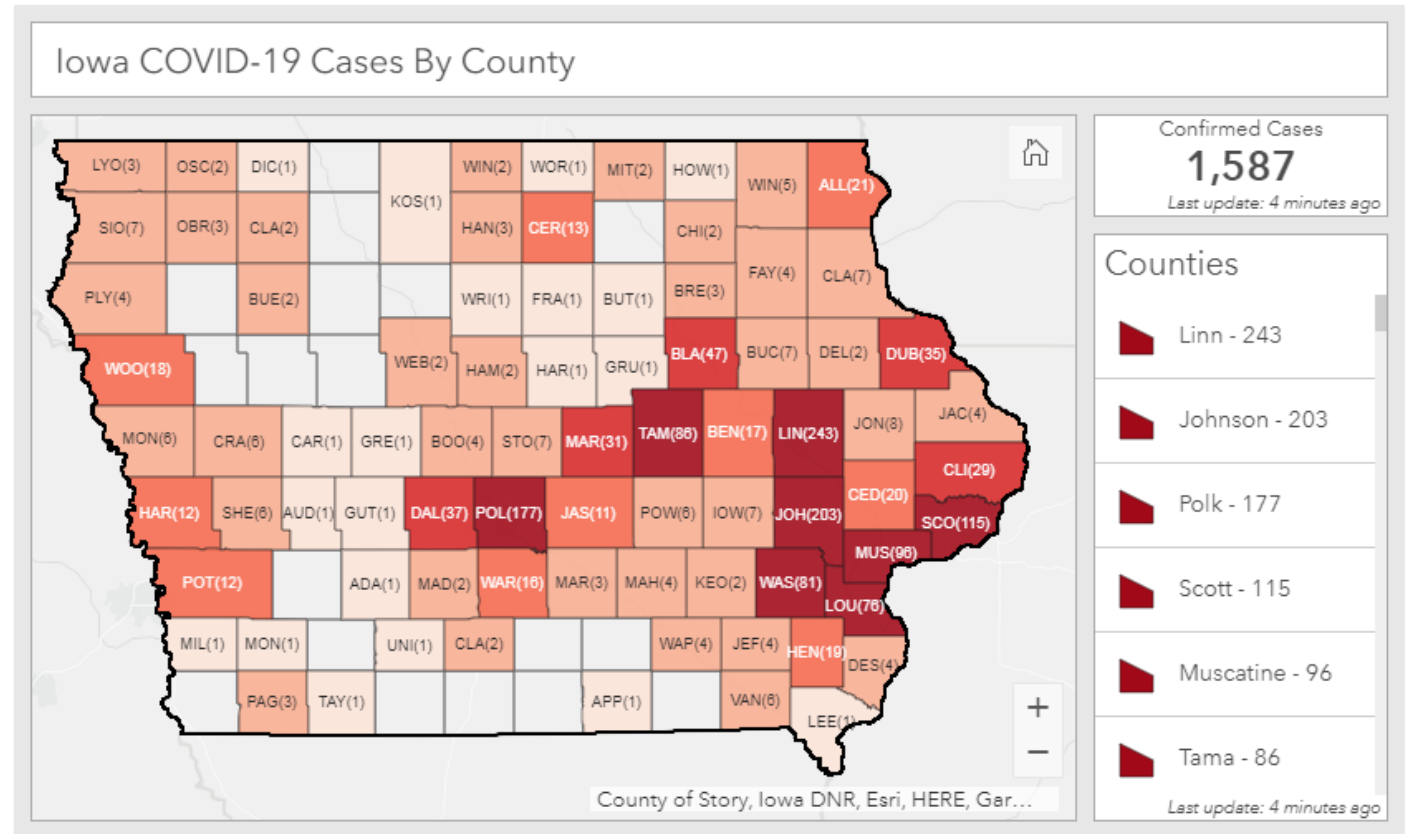 Iowa COVID-19 Cases By County
LYO(3) OSC(2) DIC(1) WIN(2) WOR(1) MIT(2) HOW(1) WIN(5) ALL(21)
KOS(1)
SIO(7) OBR(3) CLA(2) HAN(3) CER(13) CHI(2)
PLY(4) BUE(2) WRI(1) FRA(1) BUT(1) BRE(3) FAY(4) CLA(7)
WOO(18) WEB(2) HAM(2) HAR(1) GRU(1) BLA(47) BUC(7) DEL(2) DUB(35)
MON(6) CRA(6) CAR(1) GRE(1) BOO(4) STO(7) MAR(31) TAM(86) BEN(17) LIN(243) JON(8) JAC(4)
CLI(29)
HAR(12) SHE(6) AUD(1) GUT(1) DAL(37) POL(177) JAS(11) POW(6) IOW(7) JOH(203) CED(20) SCO(115)
MUS(96)
POT(12) ADA(1) MAD(2) WAR(16) MAR(3) MAH(4) KEO(2) WAS(81) LOU(76)
MIL(1) MON(1) UNI(1) CLA(2) WAP(4) JEF(4) HEN(19) DES(4)
PAG(3) TAY(1) APP(1) VAN(6) LEE(1)
+
−
County of Story, Iowa DNR, Esri, HERE, Gar...
Confirmed Cases
1,587
Last update: 4 minutes ago
Counties
Linn - 243
Johnson - 203
Polk - 177
Scott - 115
Muscatine - 96
Tama - 86
Last update: 4 minutes ago